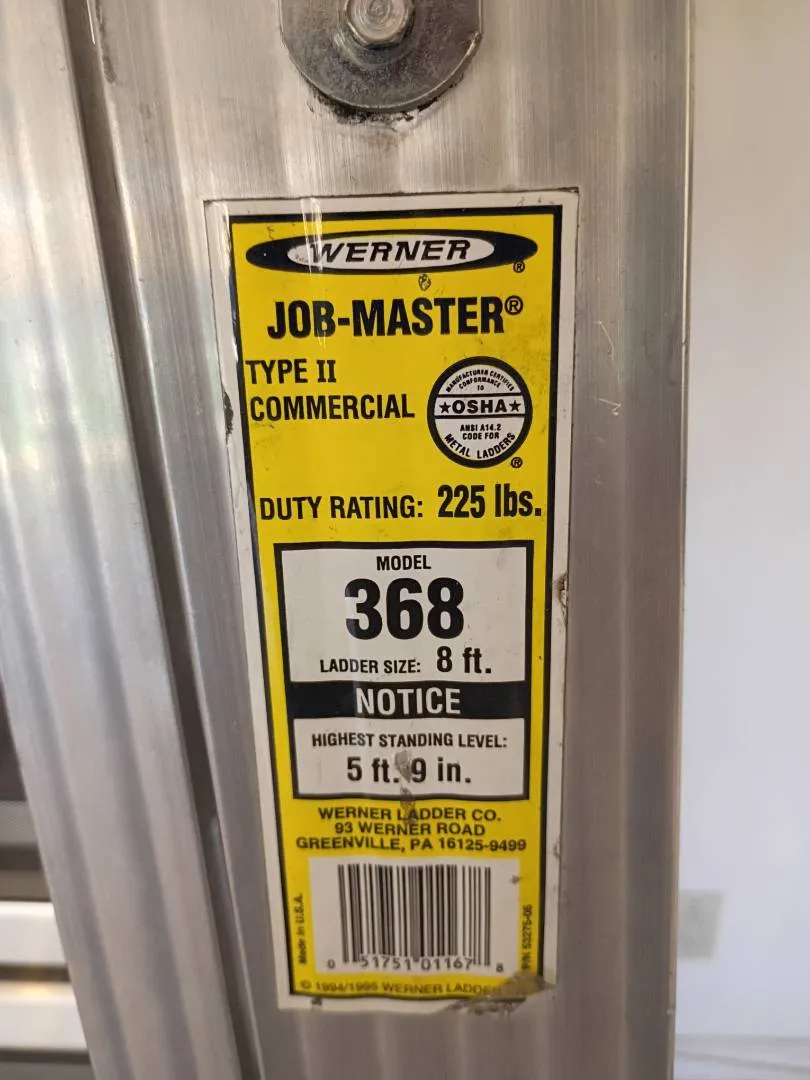 WERNER
®
JOB-MASTER®
TYPE II
COMMERCIAL
MANUFACTURER CERTIFIES
CONFORMANCE
TO
★OSHA★
ANSI A14.2
CODE FOR
METAL LADDERS
®
DUTY RATING: 225 lbs.
MODEL
368
LADDER SIZE: 8 ft.
NOTICE
HIGHEST STANDING LEVEL:
5 ft. 9 in.
WERNER LADDER CO.
93 WERNER ROAD
GREENVILLE, PA 16125-9499
Made in U.S.A.
P/N 53275-06
0 51751 01167 8
© 1994/1995 WERNER LADDER